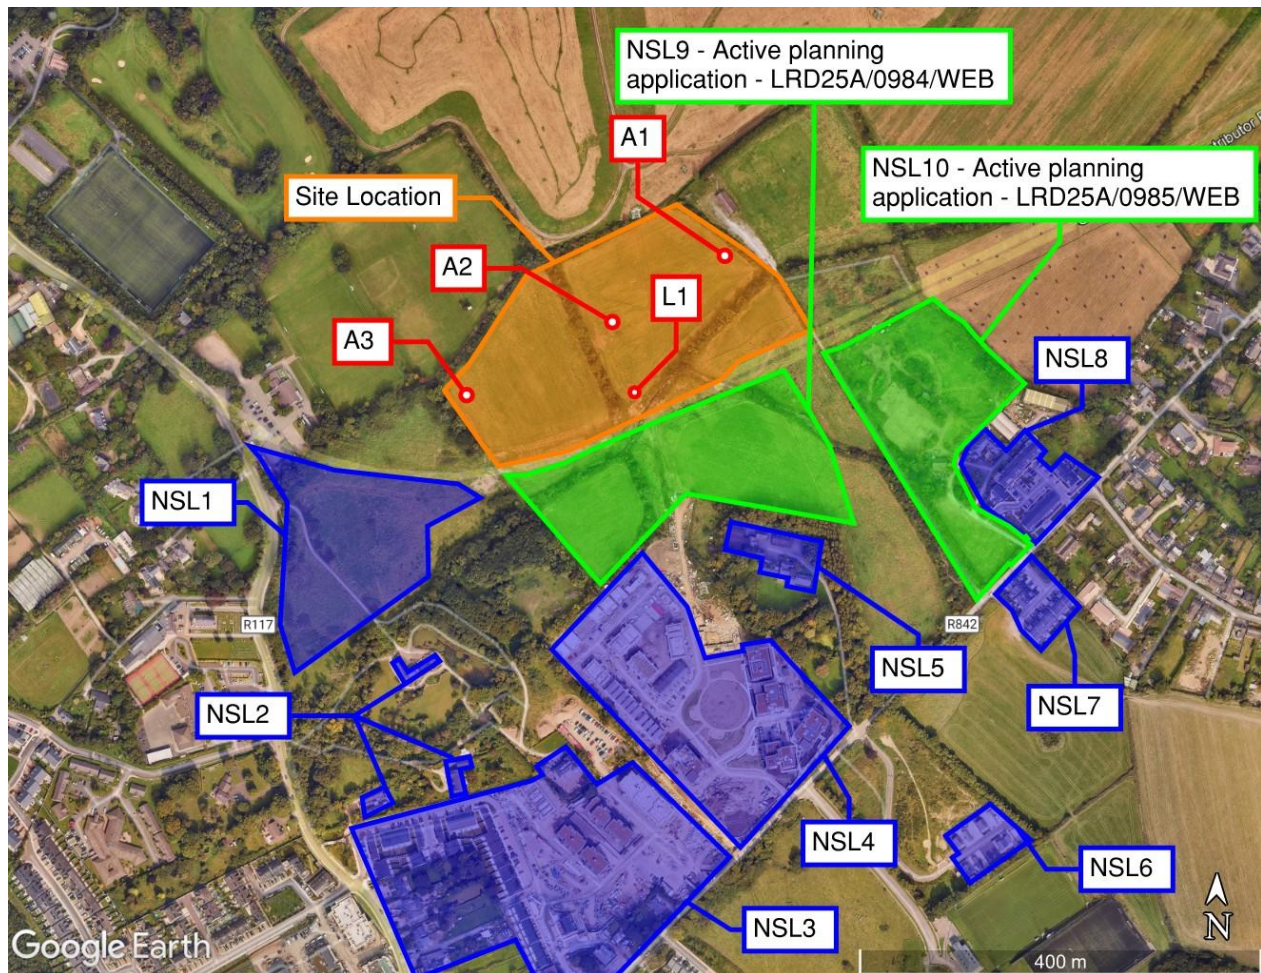 NSL9 - Active planning
application - LRD25A/0984/WEB
A1
NSL10 - Active planning
application - LRD25A/0985/WEB
Site Location
A2
L1
A3
NSL8
NSL1
R117
R842
NSL5
NSL2
NSL7
NSL4
NSL6
NSL3
N
Google Earth
400 m